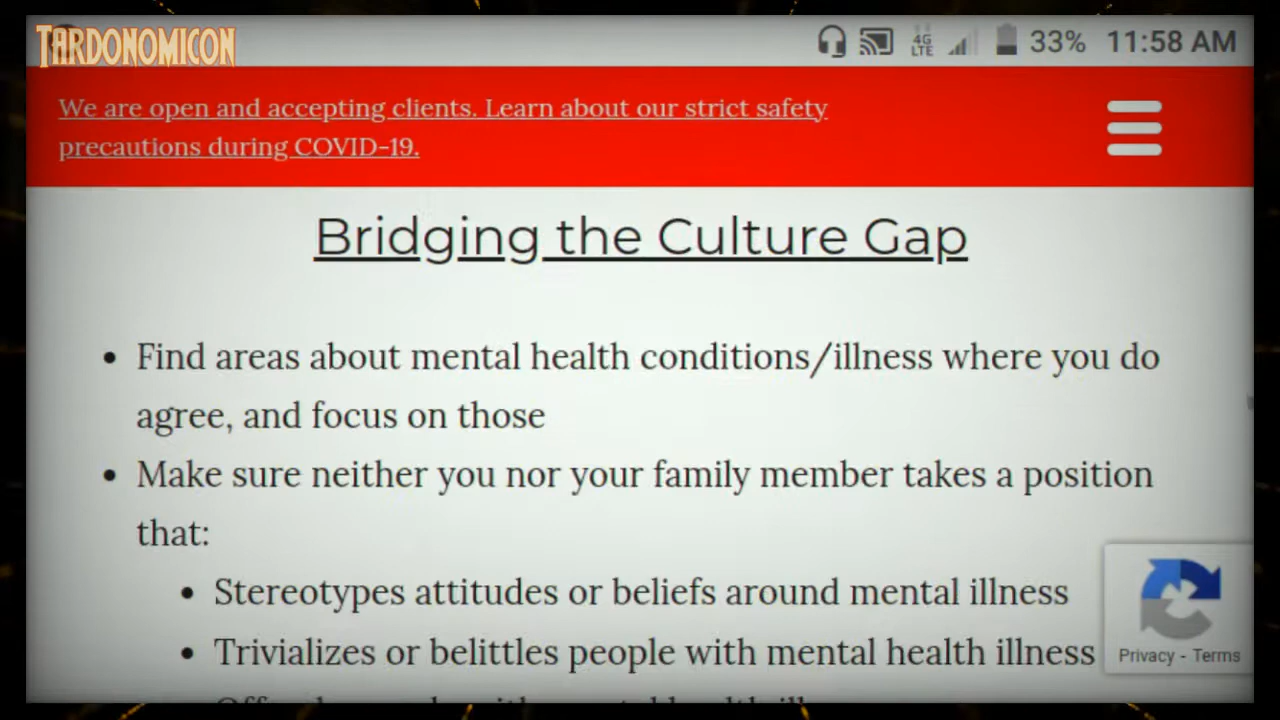 TARDONOMICON
4G
LTE
33% 11:58 AM
We are open and accepting clients. Learn about our strict safety
precautions during COVID-19.
Bridging the Culture Gap
• Find areas about mental health conditions/illness where you do
agree, and focus on those
• Make sure neither you nor your family member takes a position
that:
• Stereotypes attitudes or beliefs around mental illness
• Trivializes or belittles people with mental health illness
Privacy - Terms